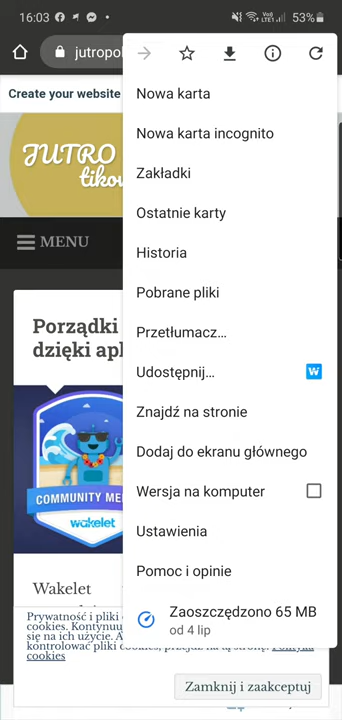 16:03
53%
jutropol
Create your website
JUTRO
tikow
MENU
Porządki
dzięki apl
COMMUNITY ME
wakelet
Wakelet
Nowa karta
Nowa karta incognito
Zakładki
Ostatnie karty
Historia
Pobrane pliki
Przetłumacz...
Udostępnij...
W
Znajdź na stronie
Dodaj do ekranu głównego
Wersja na komputer
Ustawienia
Pomoc i opinie
Zaoszczędzono 65 MB
od 4 lip
Prywatność i pliki
cookies. Kontynuu
się na ich użycie. A
kontrolować pliki cookies, przejdź na tę stronę: Polityka
cookies
Zamknij i zaakceptuj